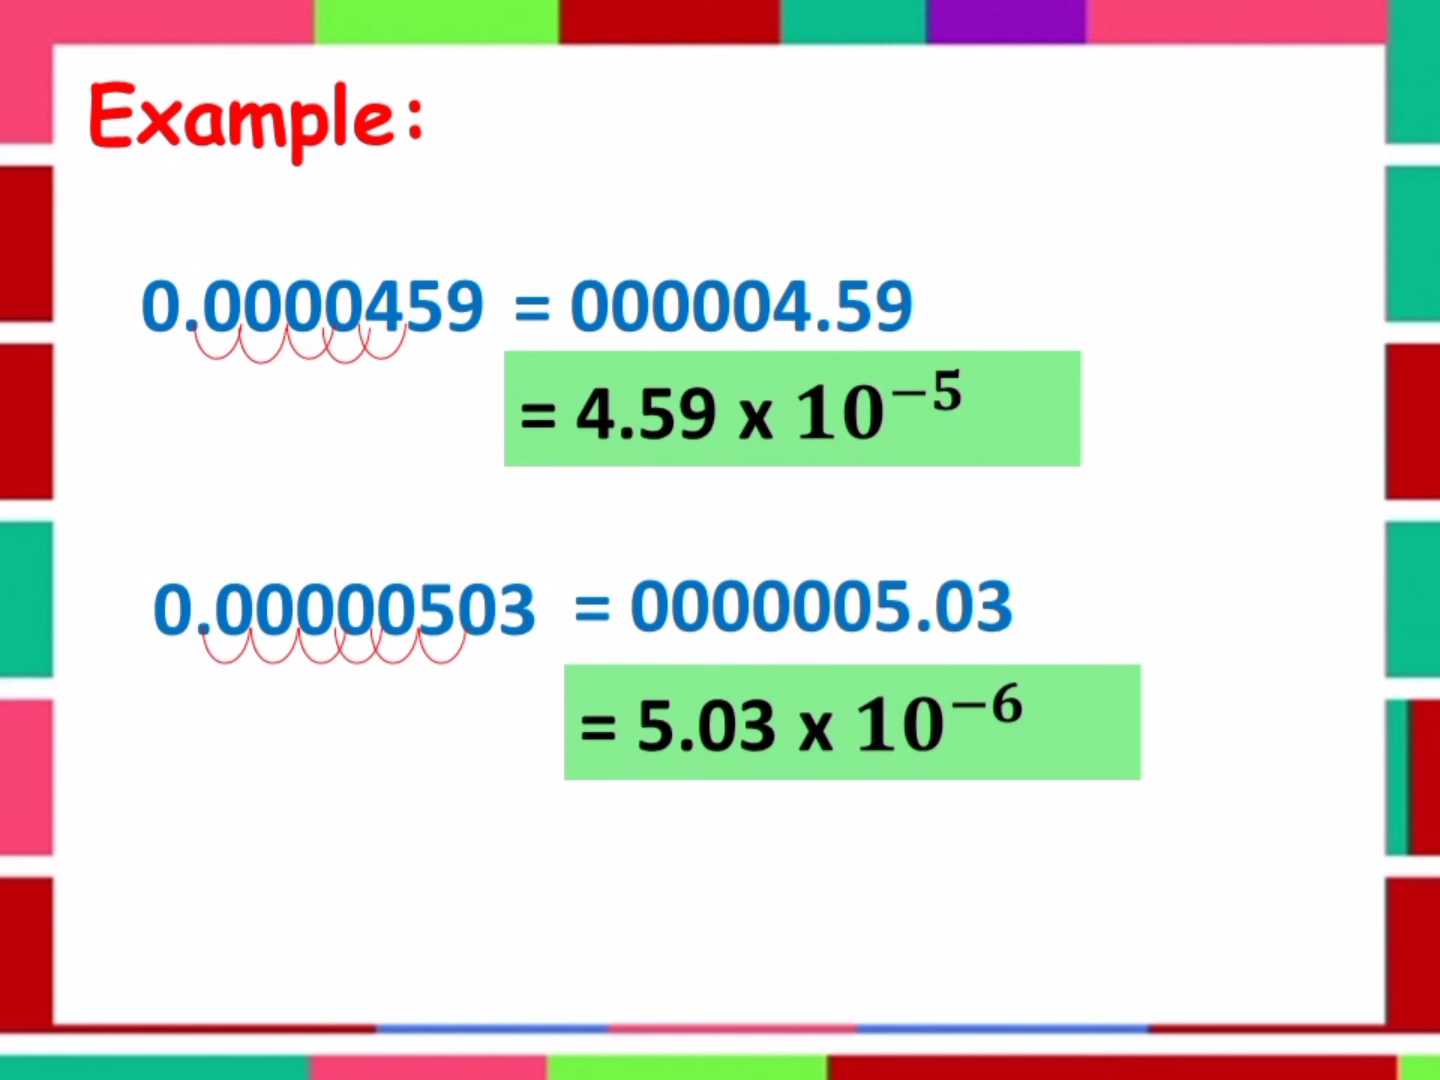 Example:
0.0000459 = 000004.59
= 4.59 x 10⁻⁵
0.00000503 = 0000005.03
= 5.03 x 10⁻⁶